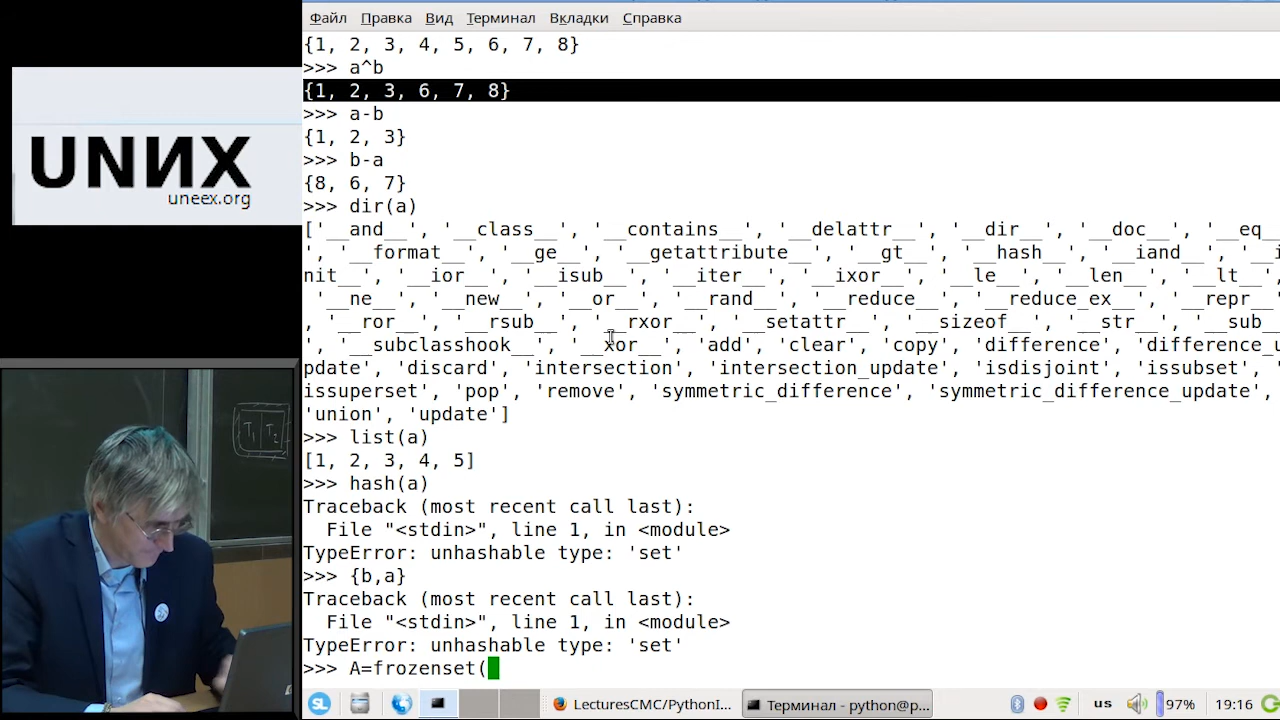 Файл Правка Вид Терминал Вкладки Справка
{1, 2, 3, 4, 5, 6, 7, 8}
>>> a^b
{1, 2, 3, 6, 7, 8}
>>> a-b
{1, 2, 3}
>>> b-a
{8, 6, 7}
>>> dir(a)
['__and__', '__class__', '__contains__', '__delattr__', '__dir__', '__doc__', '__eq__
', '__format__', '__ge__', '__getattribute__', '__gt__', '__hash__', '__iand__', '__i
nit__', '__ior__', '__isub__', '__iter__', '__ixor__', '__le__', '__len__', '__lt__'
'__ne__', '__new__', '__or__', '__rand__', '__reduce__', '__reduce_ex__', '__repr__'
, '__ror__', '__rsub__', '__rxor__', '__setattr__', '__sizeof__', '__str__', '__sub__
', '__subclasshook__', '__xor__', 'add', 'clear', 'copy', 'difference', 'difference_u
pdate', 'discard', 'intersection', 'intersection_update', 'isdisjoint', 'issubset', '
issuperset', 'pop', 'remove', 'symmetric_difference', 'symmetric_difference_update',
'union', 'update']
>>> list(a)
[1, 2, 3, 4, 5]
>>> hash(a)
Traceback (most recent call last):
File "<stdin>", line 1, in <module>
TypeError: unhashable type: 'set'
>>> {b,a}
Traceback (most recent call last):
File "<stdin>", line 1, in <module>
TypeError: unhashable type: 'set'
>>> A=frozenset(
UNИX
uneex.org
T1 T2
LecturesCMC/PythonI... Терминал - python@p... us 97% 19:16